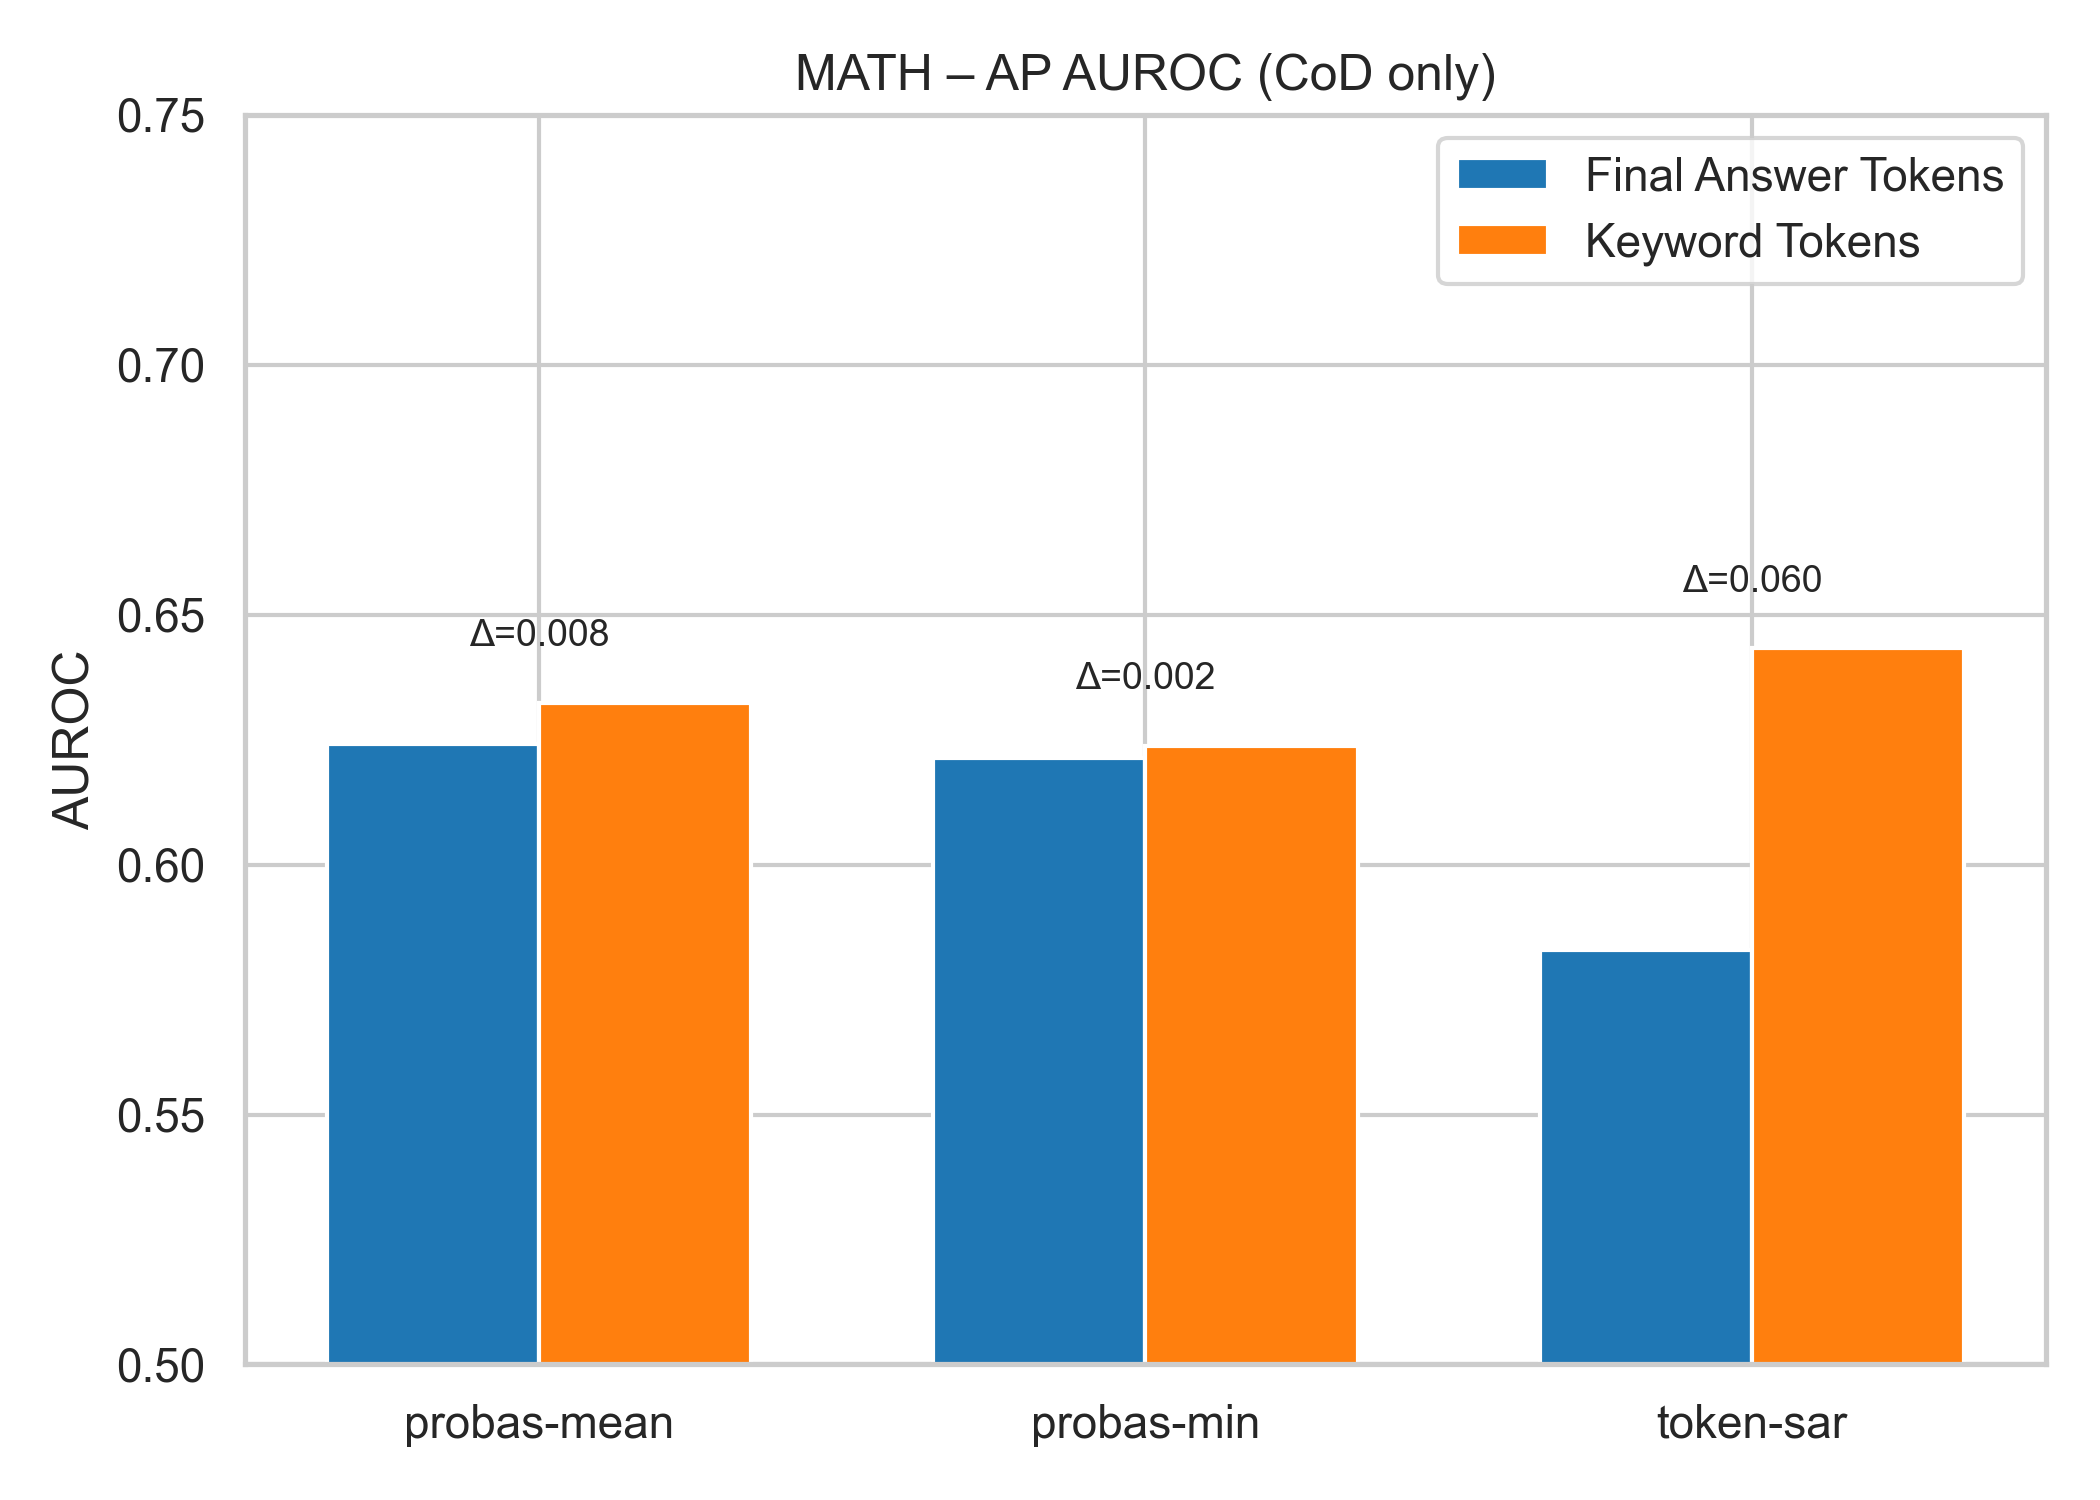 MATH – AP AUROC (CoD only)
0.75
0.70
0.65
0.60
0.55
0.50
AUROC
Final Answer Tokens
Keyword Tokens
Δ=0.008
Δ=0.002
Δ=0.060
probas-mean
probas-min
token-sar